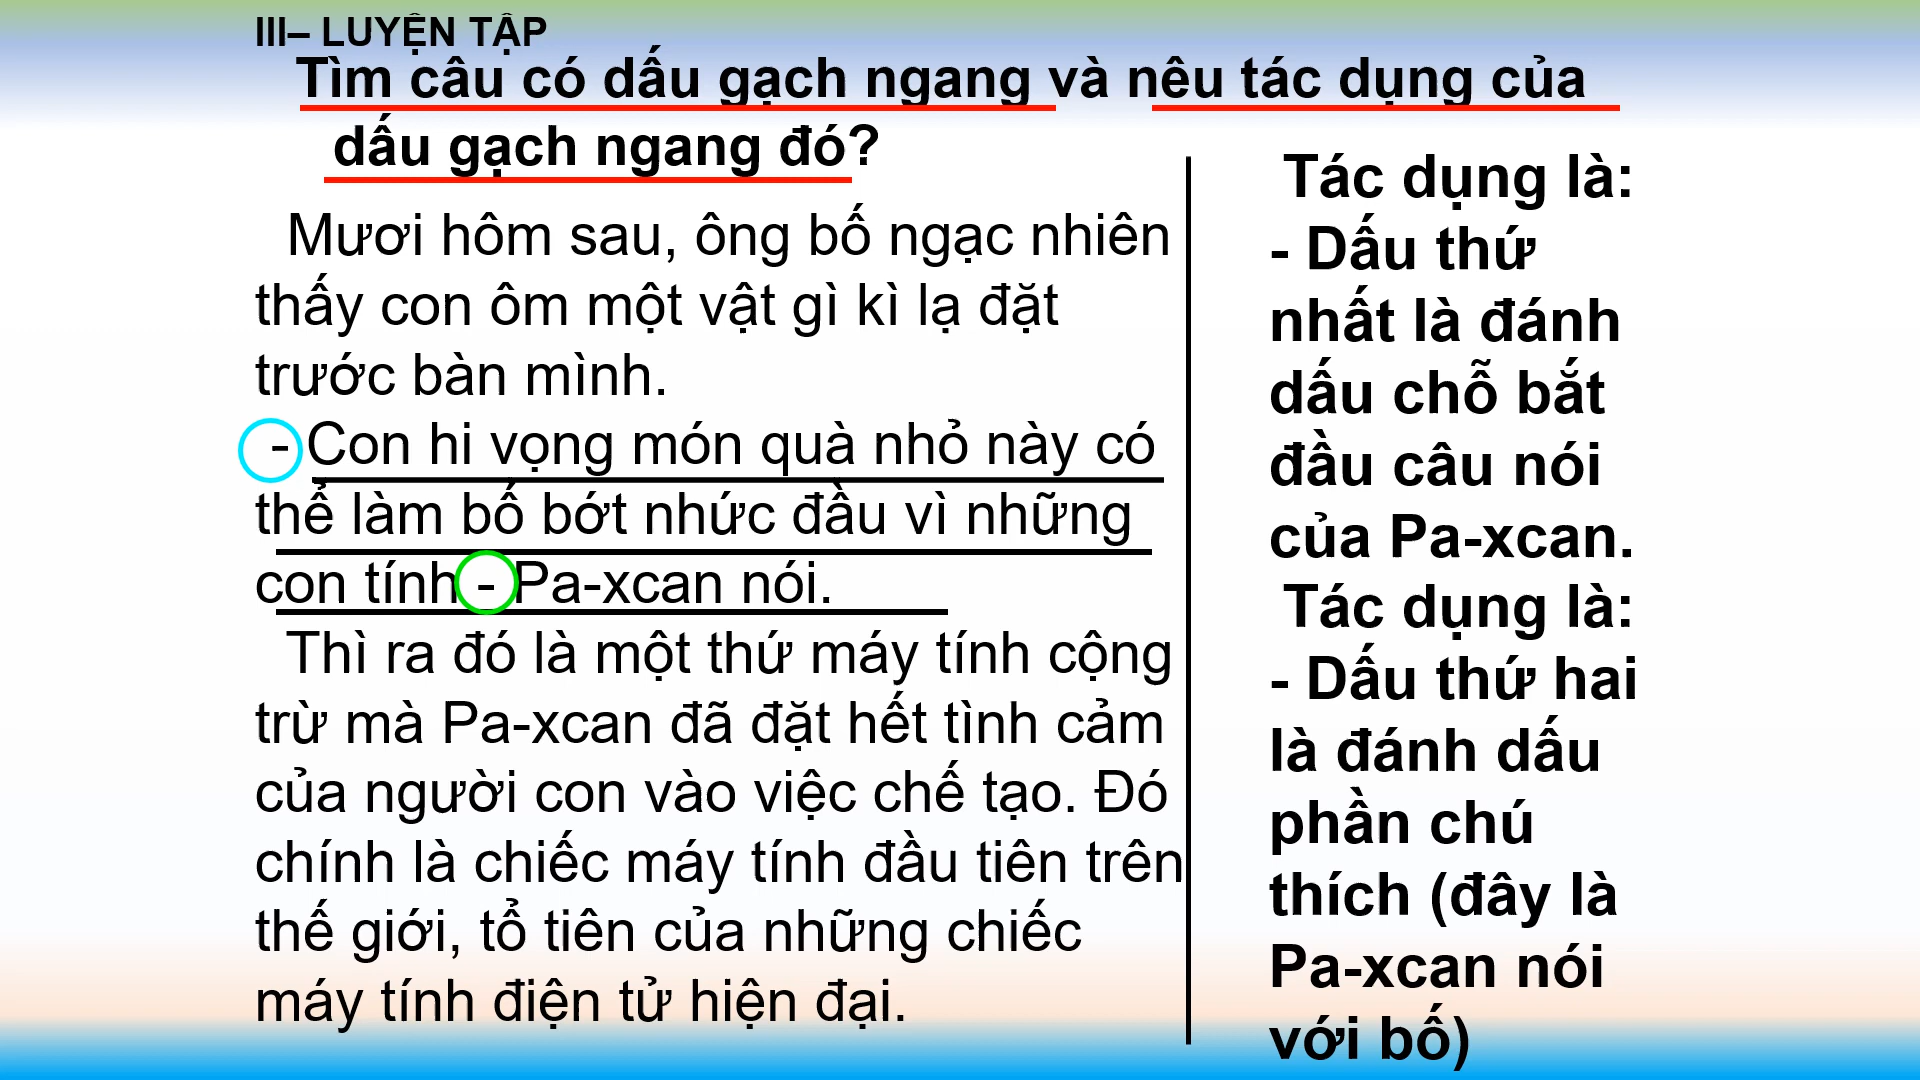 III– LUYỆN TẬP
Tìm câu có dấu gạch ngang và nêu tác dụng của
dấu gạch ngang đó?
Mươi hôm sau, ông bố ngạc nhiên
thấy con ôm một vật gì kì lạ đặt
trước bàn mình.
- Con hi vọng món quà nhỏ này có
thể làm bố bớt nhức đầu vì những
con tính - Pa-xcan nói.
Thì ra đó là một thứ máy tính cộng
trừ mà Pa-xcan đã đặt hết tình cảm
của người con vào việc chế tạo. Đó
chính là chiếc máy tính đầu tiên trên
thế giới, tổ tiên của những chiếc
máy tính điện tử hiện đại.
Tác dụng là:
- Dấu thứ
nhất là đánh
dấu chỗ bắt
đầu câu nói
của Pa-xcan.
Tác dụng là:
- Dấu thứ hai
là đánh dấu
phần chú
thích (đây là
Pa-xcan nói
với bố)